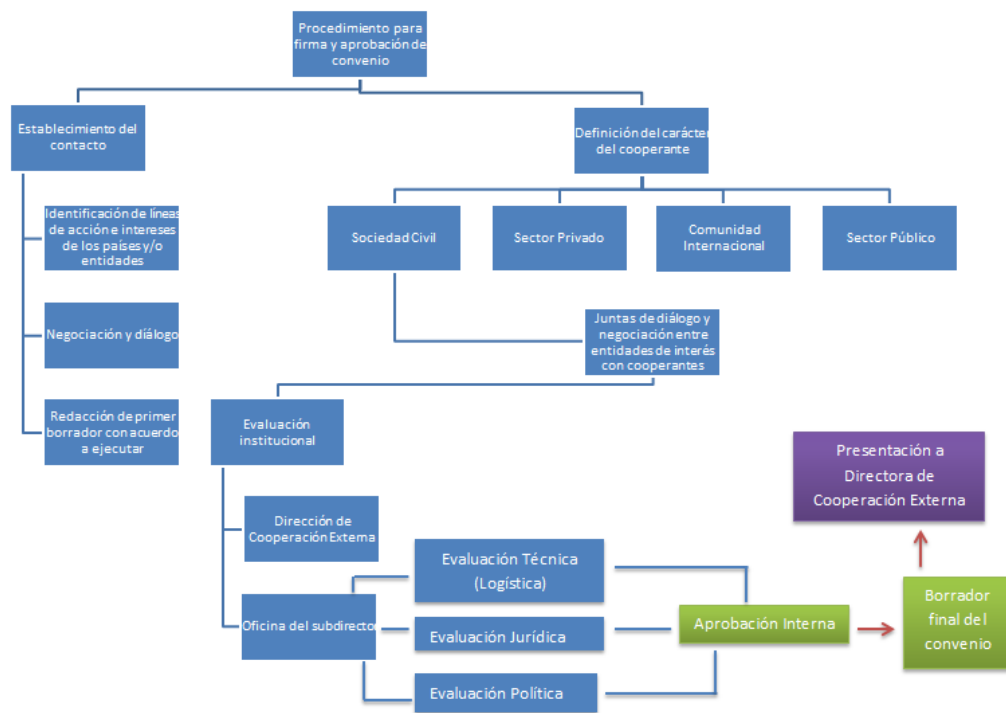 Procedimiento para
firma y aprobación de
convenio
Establecimiento del
contacto
Definición del carácter
del cooperante
Identificación de líneas
de acción e intereses
de los países y/o
entidades
Sociedad Civil
Sector Privado
Comunidad
Internacional
Sector Público
Negociación y diálogo
Juntas de diálogo y
negociación entre
entidades de interés
con cooperantes
Redacción de primer
borrador con acuerdo
a ejecutar
Evaluación
institucional
Presentación a
Directora de
Cooperación Externa
Dirección de
Cooperación Externa
Evaluación Técnica
(Logística)
Oficina del subdirector
Evaluación Jurídica
Aprobación Interna
Borrador
final del
convenio
Evaluación Política